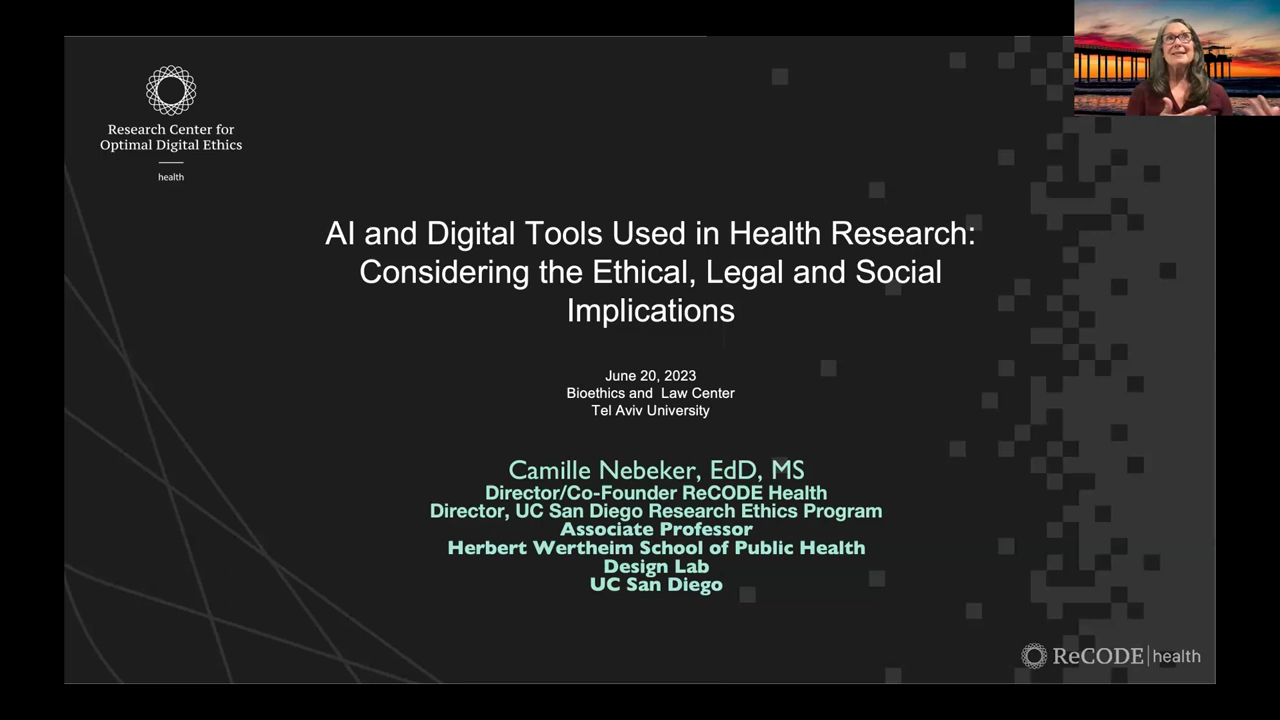 Research Center for
Optimal Digital Ethics
health
AI and Digital Tools Used in Health Research:
Considering the Ethical, Legal and Social
Implications
June 20, 2023
Bioethics and Law Center
Tel Aviv University
Camille Nebeker, EdD, MS
Director/Co-Founder ReCODE Health
Director, UC San Diego Research Ethics Program
Associate Professor
Herbert Wertheim School of Public Health
Design Lab
UC San Diego
ReCODE health